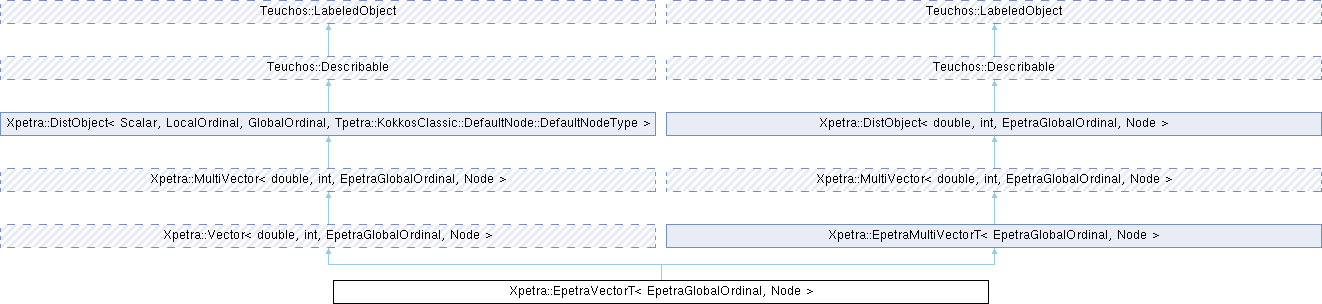 Teuchos::LabeledObject Teuchos::LabeledObject
Teuchos::Describable Teuchos::Describable
Xpetra::DistObject< Scalar, LocalOrdinal, GlobalOrdinal, Tpetra::KokkosClassic::DefaultNode::DefaultNodeType > Xpetra::DistObject< double, int, EpetraGlobalOrdinal, Node >
Xpetra::MultiVector< double, int, EpetraGlobalOrdinal, Node > Xpetra::MultiVector< double, int, EpetraGlobalOrdinal, Node >
Xpetra::Vector< double, int, EpetraGlobalOrdinal, Node > Xpetra::EpetraMultiVectorT< EpetraGlobalOrdinal, Node >
Xpetra::EpetraVectorT< EpetraGlobalOrdinal, Node >